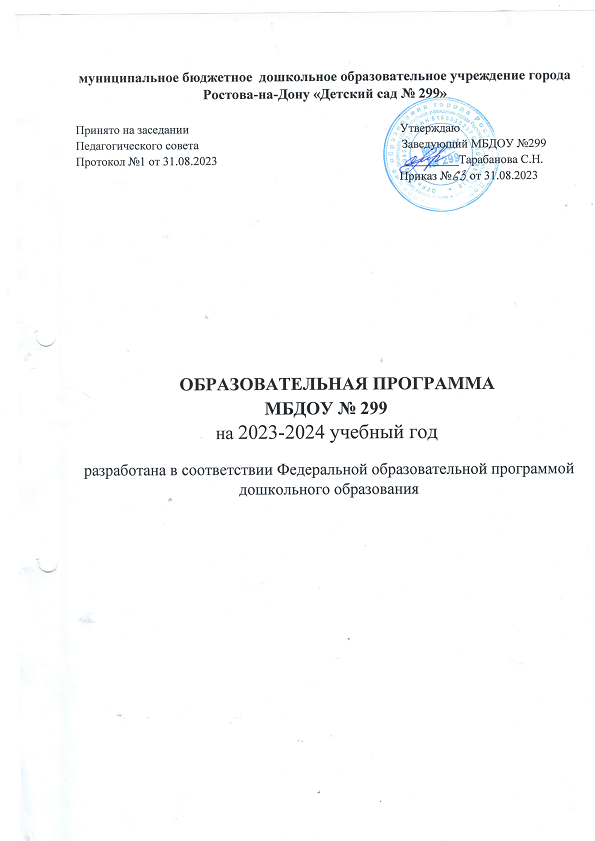 муниципальное бюджетное дошкольное образовательное учреждение города
Ростова-на-Дону «Детский сад № 299»
Принято на заседании
Педагогического совета
Протокол №1 от 31.08.2023
Утверждаю
Заведующий МБДОУ №299
Тарабанова С.Н.
Приказ №63 от 31.08.2023
ОБРАЗОВАТЕЛЬНАЯ ПРОГРАММА
МБДОУ № 299
на 2023-2024 учебный год
разработана в соответствии Федеральной образовательной программой
дошкольного образования